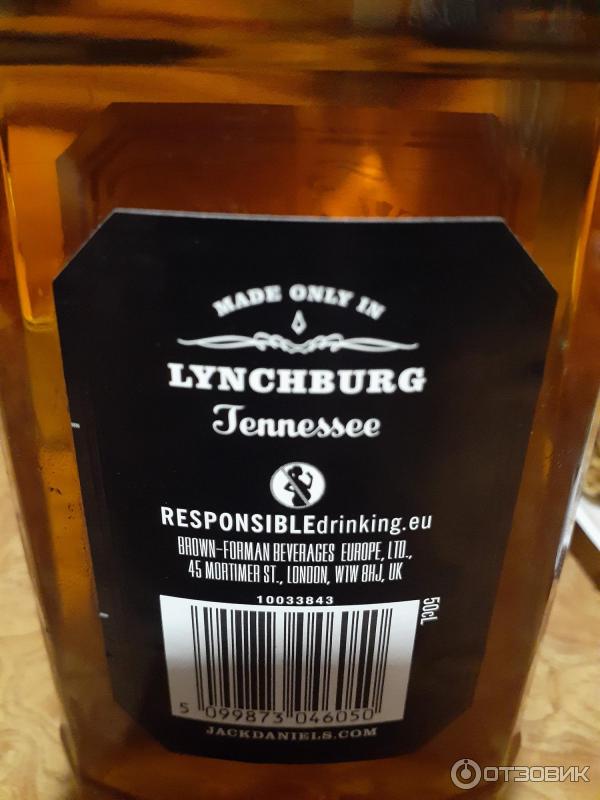 MADE ONLY IN
LYNCHBURG
Tennessee
RESPONSIBLEdrinking.eu
BROWN-FORMAN BEVERAGES EUROPE, LTD.,
45 MORTIMER ST., LONDON, W1W 8HJ, UK
10033843
50cL
5 099873 046050
JACKDANIELS.COM
ОТЗОВИК